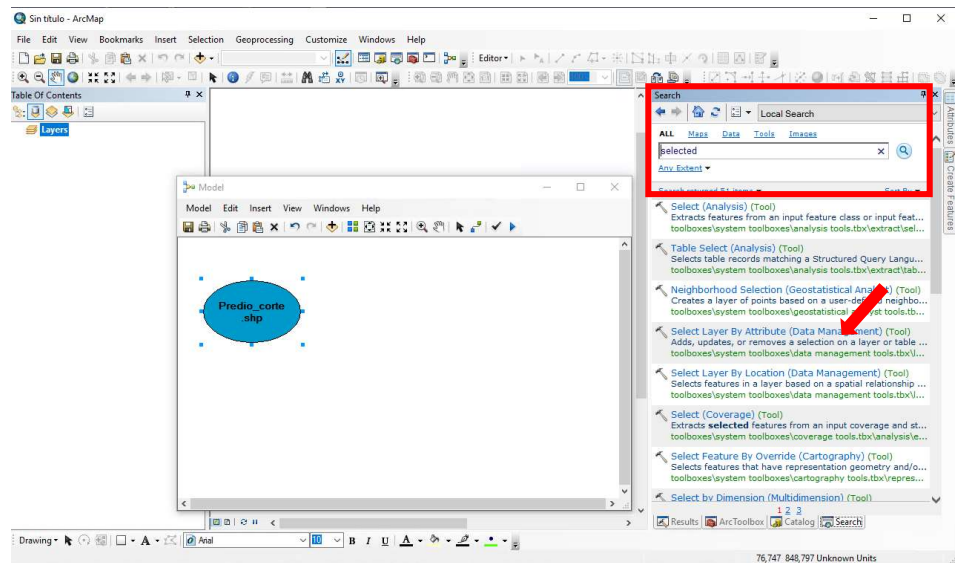 Sin título - ArcMap
File Edit View Bookmarks Insert Selection Geoprocessing Customize Windows Help
Editor
Table Of Contents
Layers
Model
Model Edit Insert View Windows Help
Predio_corte
.shp
Search
Local Search
ALL Maps Data Tools Images
selected
Any Extent
Search returned 51 items Sort By
Select (Analysis) (Tool)
Extracts features from an input feature class or input feat...
toolboxes\system toolboxes\analysis tools.tbx\extract\sel...
Table Select (Analysis) (Tool)
Selects table records matching a Structured Query Langu...
toolboxes\system toolboxes\analysis tools.tbx\extract\tab...
Neighborhood Selection (Geostatistical Analyst) (Tool)
Creates a layer of points based on a user-defined neighbo...
toolboxes\system toolboxes\geostatistical analyst tools.tb...
Select Layer By Attribute (Data Management) (Tool)
Adds, updates, or removes a selection on a layer or table ...
toolboxes\system toolboxes\data management tools.tbx\l...
Select Layer By Location (Data Management) (Tool)
Selects features in a layer based on a spatial relationship ...
toolboxes\system toolboxes\data management tools.tbx\l...
Select (Coverage) (Tool)
Extracts selected features from an input coverage and st...
toolboxes\system toolboxes\coverage tools.tbx\analysis\e...
Select Feature By Override (Cartography) (Tool)
Selects features that have representation geometry and/o...
toolboxes\system toolboxes\cartography tools.tbx\repres...
Select by Dimension (Multidimension) (Tool)
1 2 3
Results ArcToolbox Catalog Search
Attributes
Create Features
Drawing A Arial 10 B I U A
76,747 848,797 Unknown Units